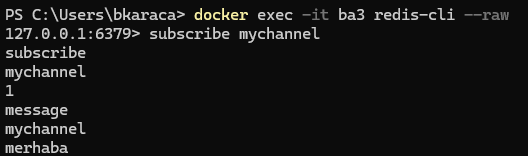 PS C:\Users\bkaraca> docker exec -it ba3 redis-cli --raw
127.0.0.1:6379> subscribe mychannel
subscribe
mychannel
1
message
mychannel
merhaba